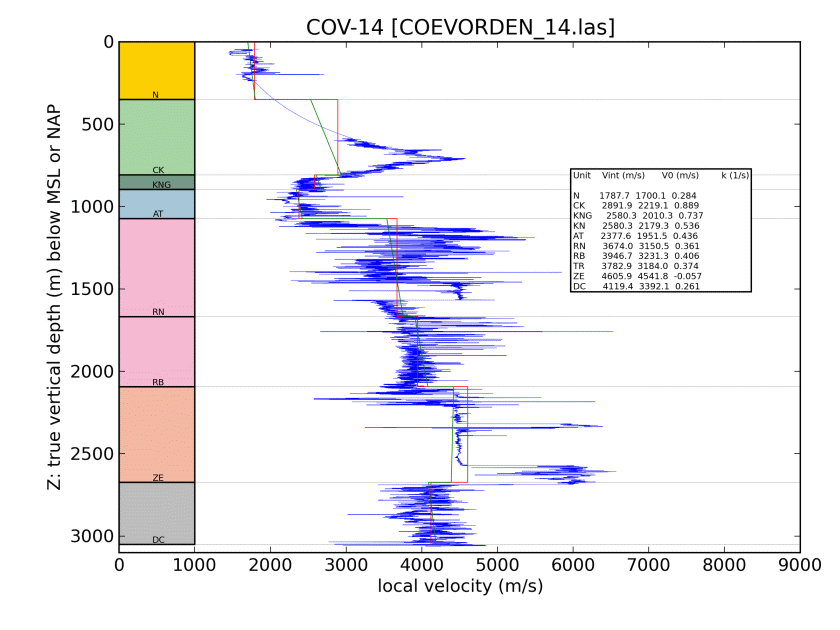 COV-14 [COEVORDEN_14.las]
Z: true vertical depth (m) below MSL or NAP
0
500
1000
1500
2000
2500
3000
N
CK
KNG
AT
RN
RB
ZE
DC
Unit Vint (m/s) V0 (m/s) k (1/s)
N 1787.7 1700.1 0.284
CK 2891.9 2219.1 0.889
KNG 2580.3 2010.3 0.737
KN 2580.3 2179.3 0.536
AT 2377.6 1951.5 0.436
RN 3674.0 3150.5 0.361
RB 3946.7 3231.3 0.406
TR 3782.9 3184.0 0.374
ZE 4605.9 4541.8 -0.057
DC 4119.4 3392.1 0.261
0 1000 2000 3000 4000 5000 6000 7000 8000 9000
local velocity (m/s)